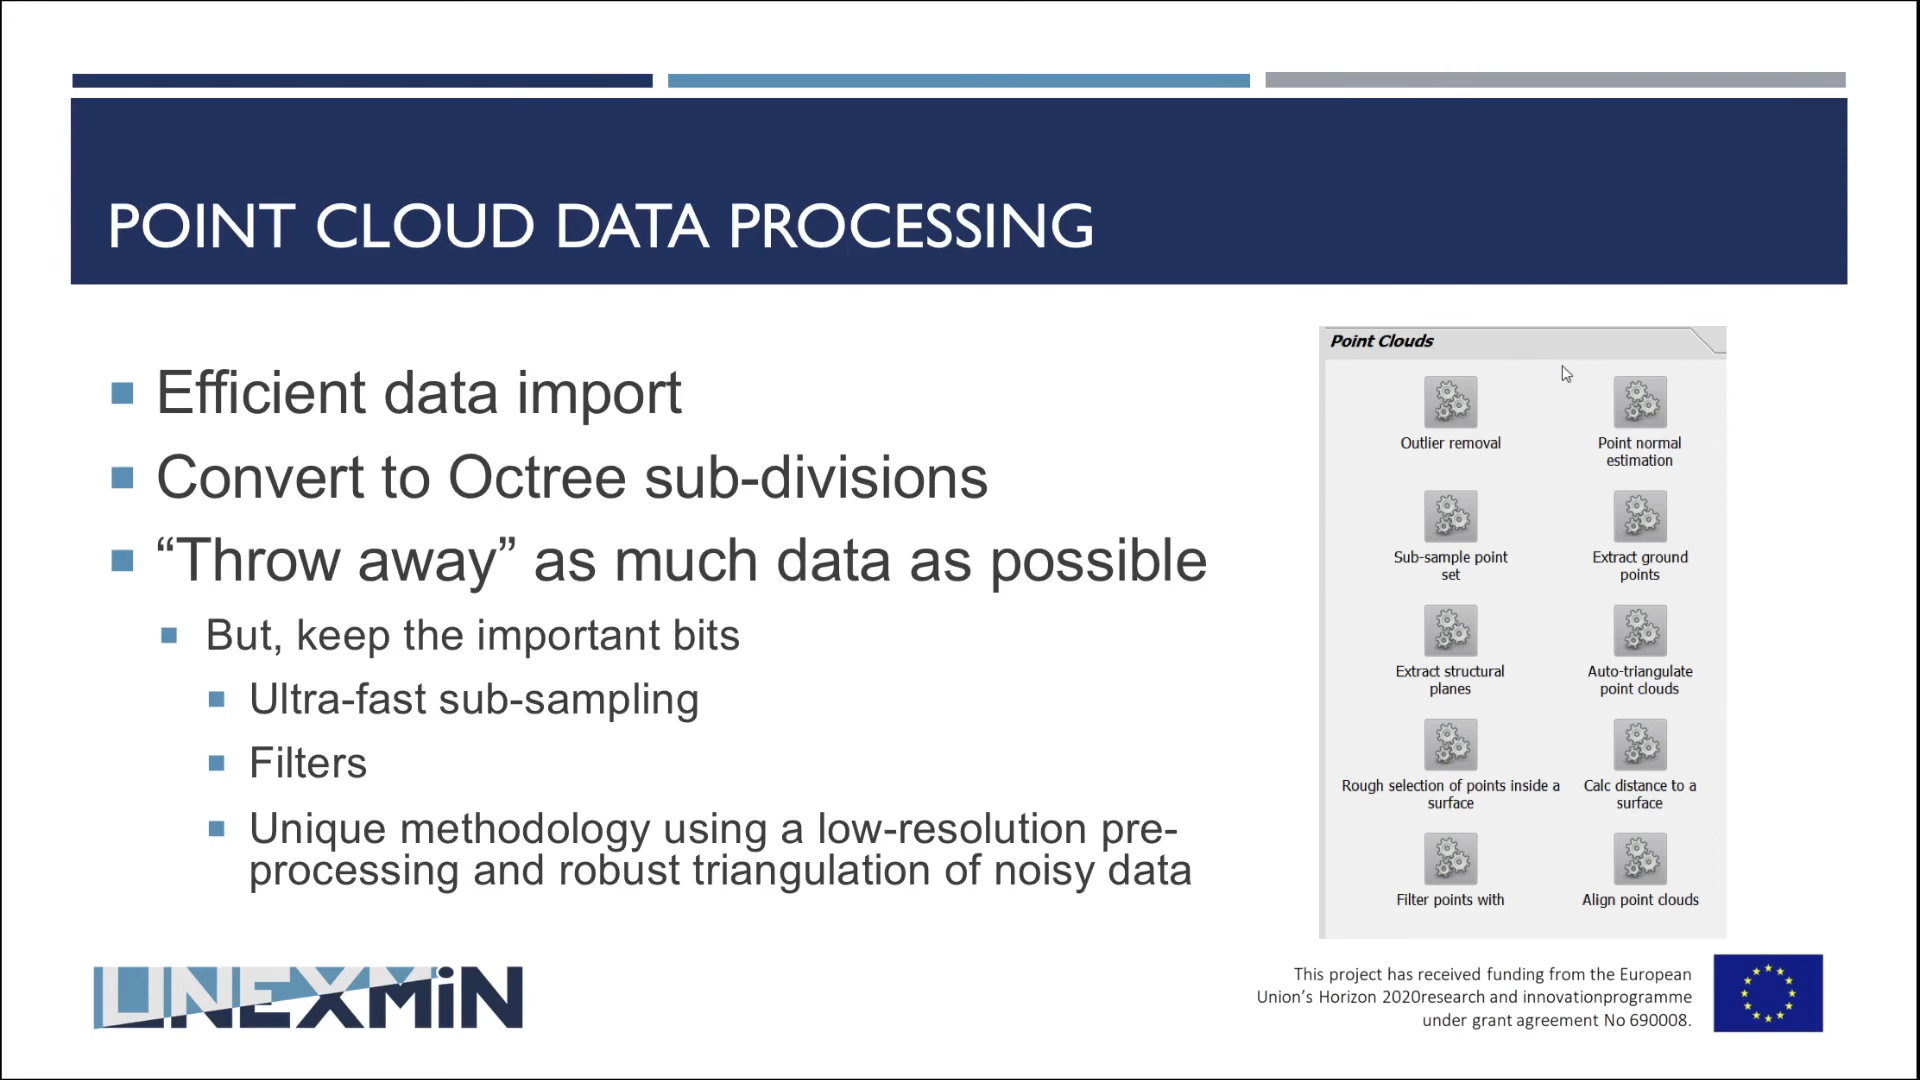 POINT CLOUD DATA PROCESSING
Efficient data import
Convert to Octree sub-divisions
“Throw away” as much data as possible
But, keep the important bits
Ultra-fast sub-sampling
Filters
Unique methodology using a low-resolution pre-
processing and robust triangulation of noisy data
Point Clouds
Outlier removal
Point normal
estimation
Sub-sample point
set
Extract ground
points
Extract structural
planes
Auto-triangulate
point clouds
Rough selection of points inside a
surface
Calc distance to a
surface
Filter points with
Align point clouds
UNEXMiN
This project has received funding from the European
Union’s Horizon 2020research and innovationprogramme
under grant agreement No 690008.